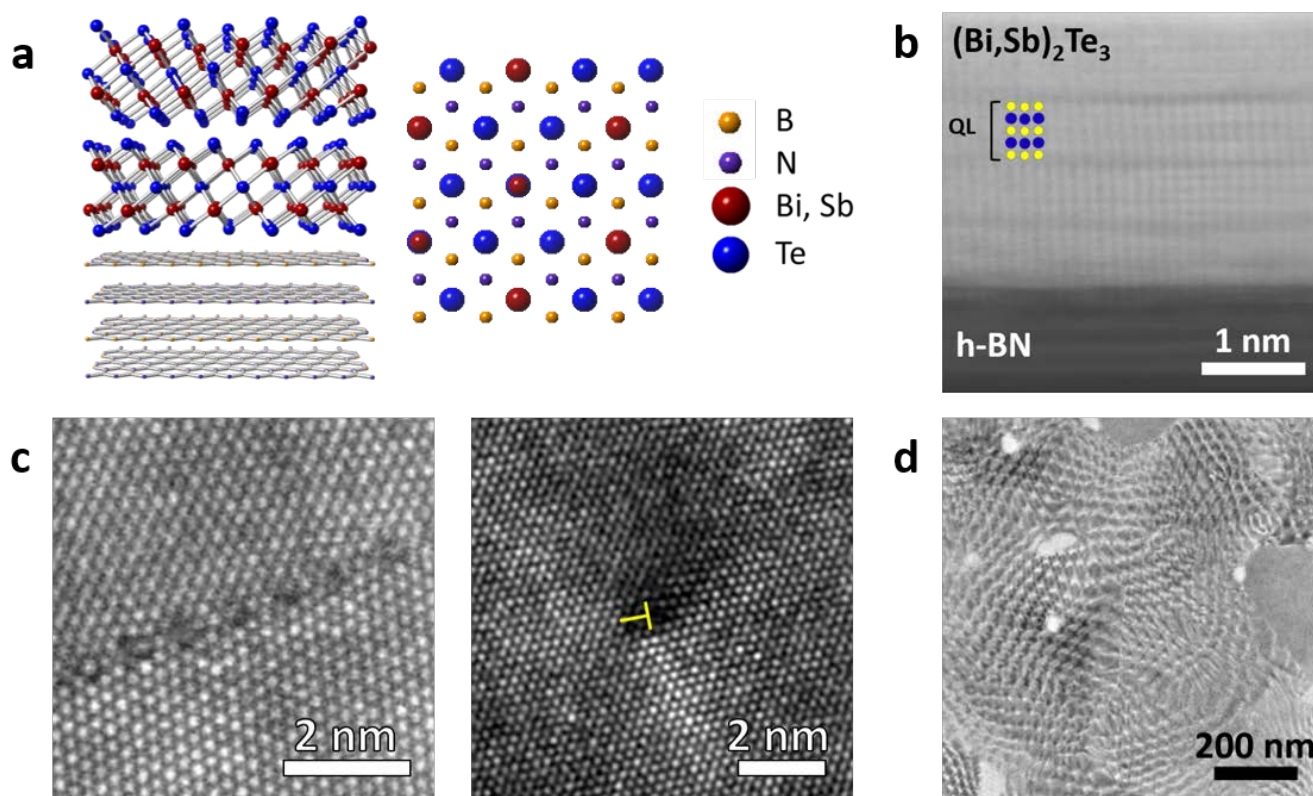 a
B
N
Bi, Sb
Te
b
(Bi,Sb)₂Te₃
QL
h-BN
1 nm
c
2 nm
2 nm
d
200 nm